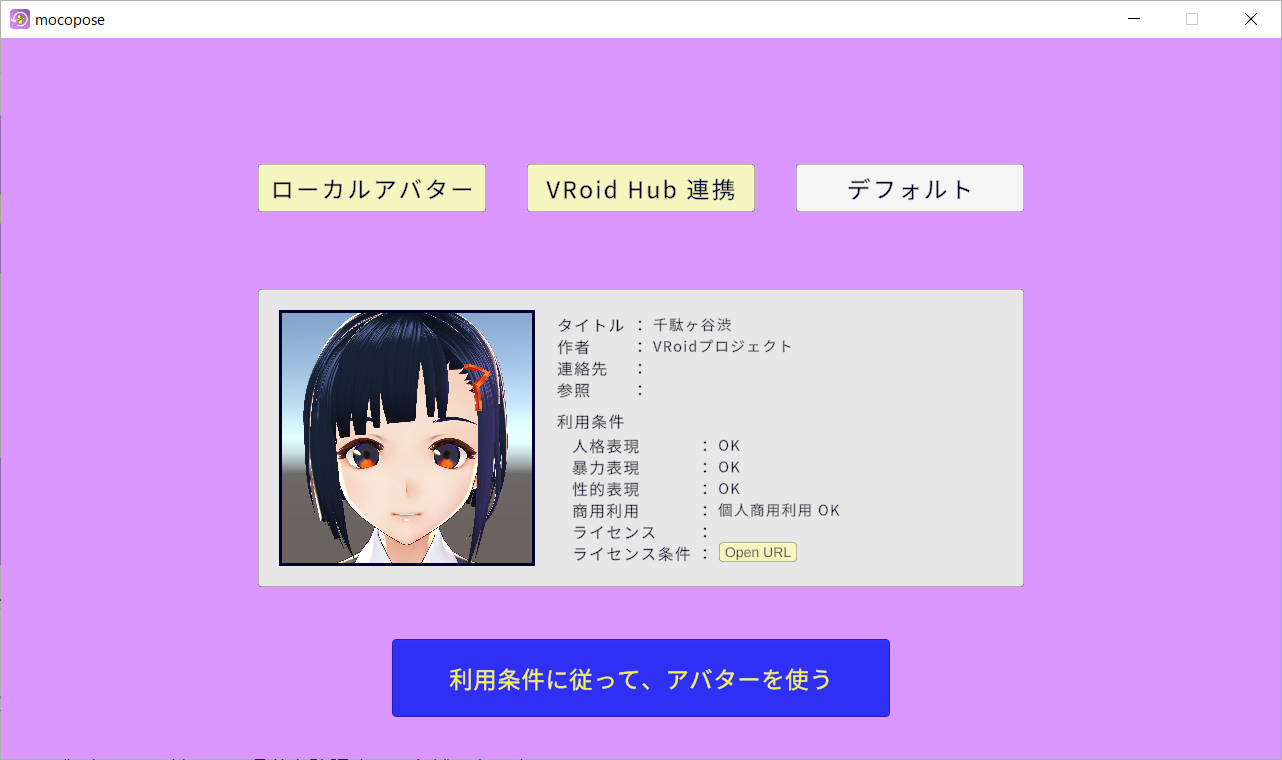 mocopose
ローカルアバター
VRoid Hub 連携
デフォルト
タイトル : 千駄ヶ谷渋
作者 : VRoidプロジェクト
連絡先 :
参照 :
利用条件
人格表現 : OK
暴力表現 : OK
性的表現 : OK
商用利用 : 個人商用利用 OK
ライセンス :
ライセンス条件 : Open URL
利用条件に従って、アバターを使う